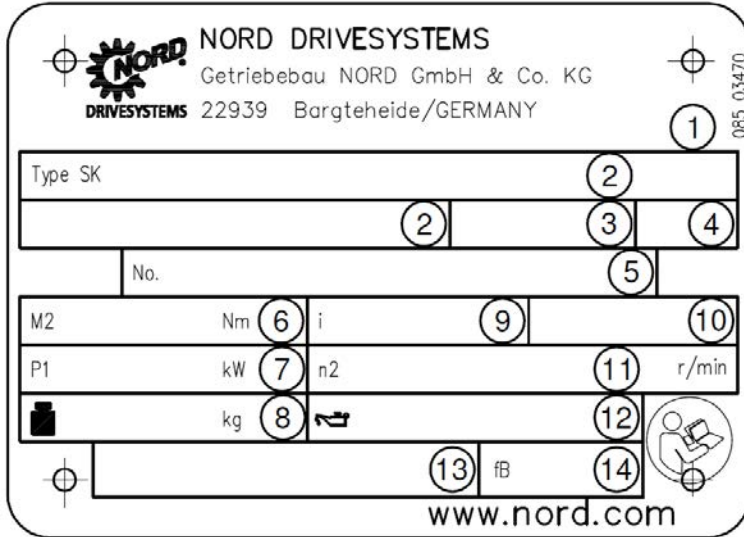 NORD
DRIVESYSTEMS
NORD DRIVESYSTEMS
Getriebebau NORD GmbH & Co. KG
22939 Bargteheide/GERMANY
085 03470
1
Type SK 2
2 3 4
No. 5
M2 Nm 6 i 9 10
P1 kW 7 n2 11 r/min
kg 8 12
13 fB 14
www.nord.com